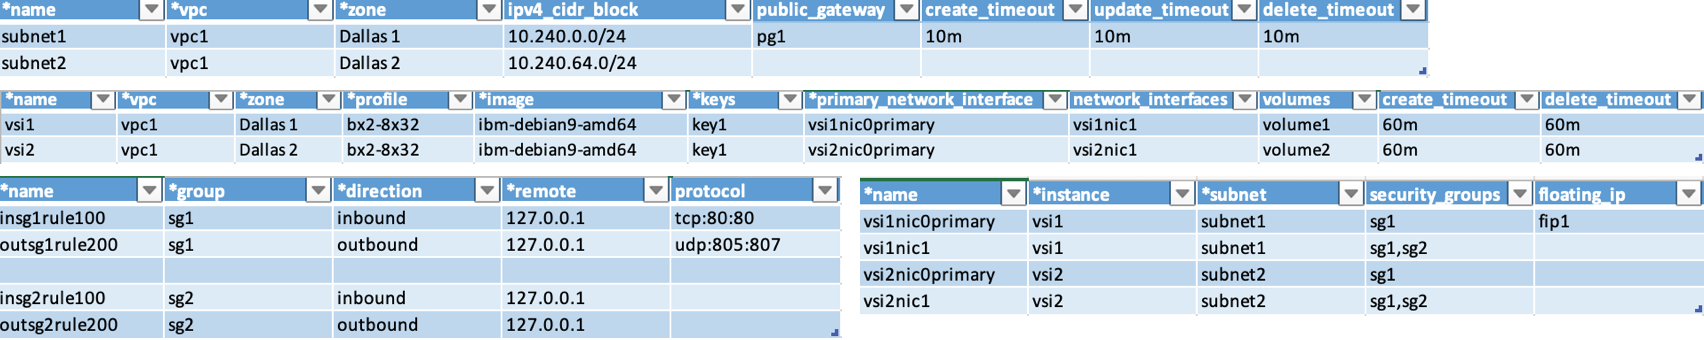 *name *vpc *zone ipv4_cidr_block public_gateway create_timeout update_timeout delete_timeout
subnet1 vpc1 Dallas 1 10.240.0.0/24 pg1 10m 10m 10m
subnet2 vpc1 Dallas 2 10.240.64.0/24
*name *vpc *zone *profile *image *keys *primary_network_interface network_interfaces volumes create_timeout delete_timeout
vsi1 vpc1 Dallas 1 bx2-8x32 ibm-debian9-amd64 key1 vsi1nic0primary vsi1nic1 volume1 60m 60m
vsi2 vpc1 Dallas 2 bx2-8x32 ibm-debian9-amd64 key1 vsi2nic0primary vsi2nic1 volume2 60m 60m
*name *group *direction *remote protocol
insg1rule100 sg1 inbound 127.0.0.1 tcp:80:80
outsg1rule200 sg1 outbound 127.0.0.1 udp:805:807
insg2rule100 sg2 inbound 127.0.0.1
outsg2rule200 sg2 outbound 127.0.0.1
*name *instance *subnet security_groups floating_ip
vsi1nic0primary vsi1 subnet1 sg1 fip1
vsi1nic1 vsi1 subnet1 sg1,sg2
vsi2nic0primary vsi2 subnet2 sg1
vsi2nic1 vsi2 subnet2 sg1,sg2